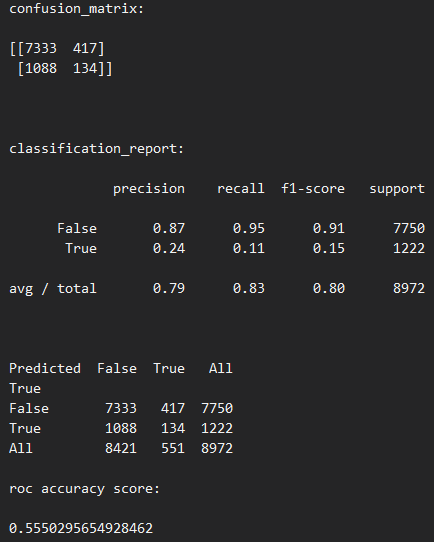 confusion_matrix:
[[7333 417]
[1088 134]]
classification_report:
precision recall f1-score support
False 0.87 0.95 0.91 7750
True 0.24 0.11 0.15 1222
avg / total 0.79 0.83 0.80 8972
Predicted False True All
True
False 7333 417 7750
True 1088 134 1222
All 8421 551 8972
roc accuracy score:
0.5550295654928462